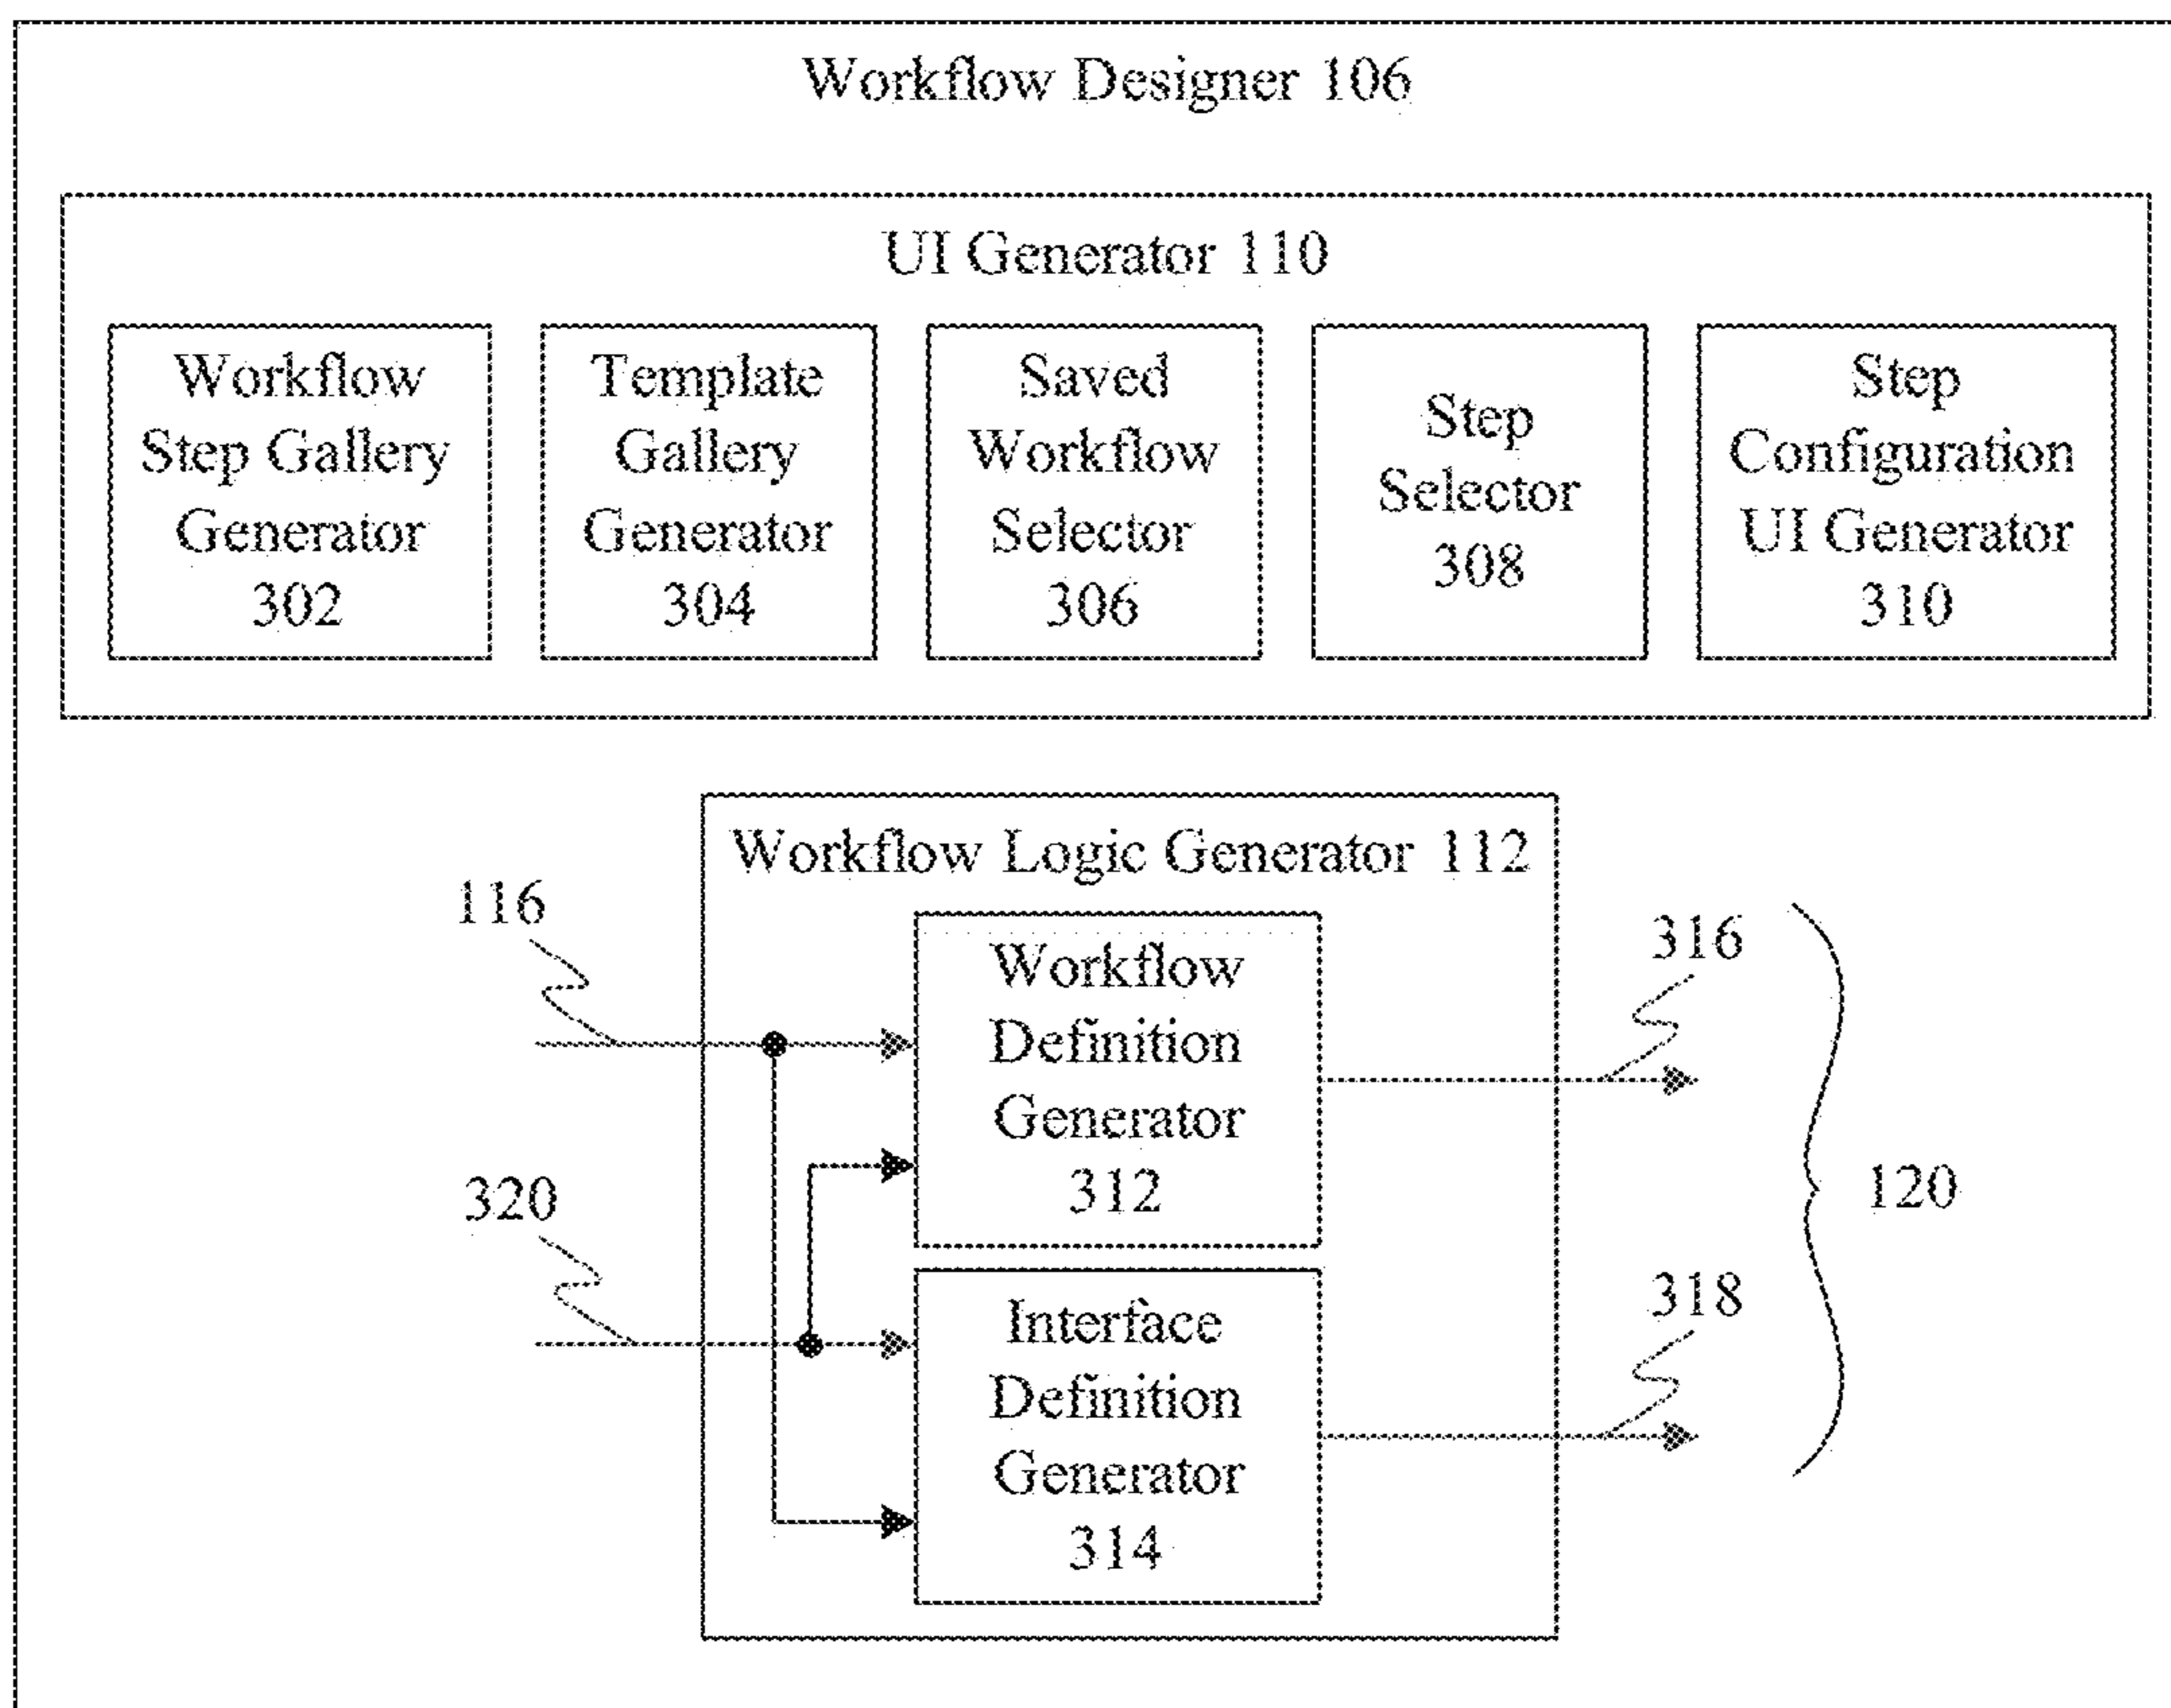 Workflow Designer 106
UI Generator 110
Workflow
Step Gallery
Generator
302
Template
Gallery
Generator
304
Saved
Workflow
Selector
306
Step
Selector
308
Step
Configuration
UI Generator
310
Workflow Logic Generator 112
116
Workflow
Definition
Generator
312
316
320
120
Interface
Definition
Generator
314
318